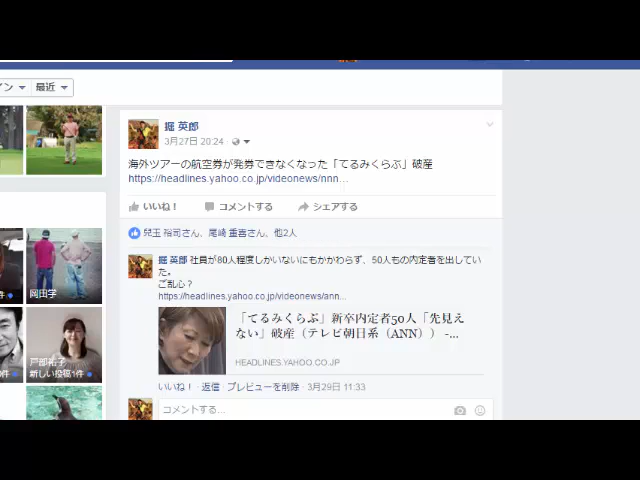 イン
最近
堀 英郎
3月27日 20:24
海外ツアーの航空券が発券できなくなった「てるみくらぶ」破産
https://headlines.yahoo.co.jp/videonews/nnn...
いいね！ コメントする シェアする
兒玉 裕司さん、尾崎 重喜さん、他2人
堀 英郎 社員が80人程度しかいないにもかかわらず、50人もの内定者を出してい
た。
ご乱心？
https://headlines.yahoo.co.jp/videonews/ann...
「てるみくらぶ」新卒内定者50人「先見え
ない」破産（テレビ朝日系（ANN）） -...
HEADLINES.YAHOO.CO.JP
いいね！ · 返信 · プレビューを削除 · 3月29日 11:33
コメントする...
岡田学
戸部祐子
新しい投稿1件